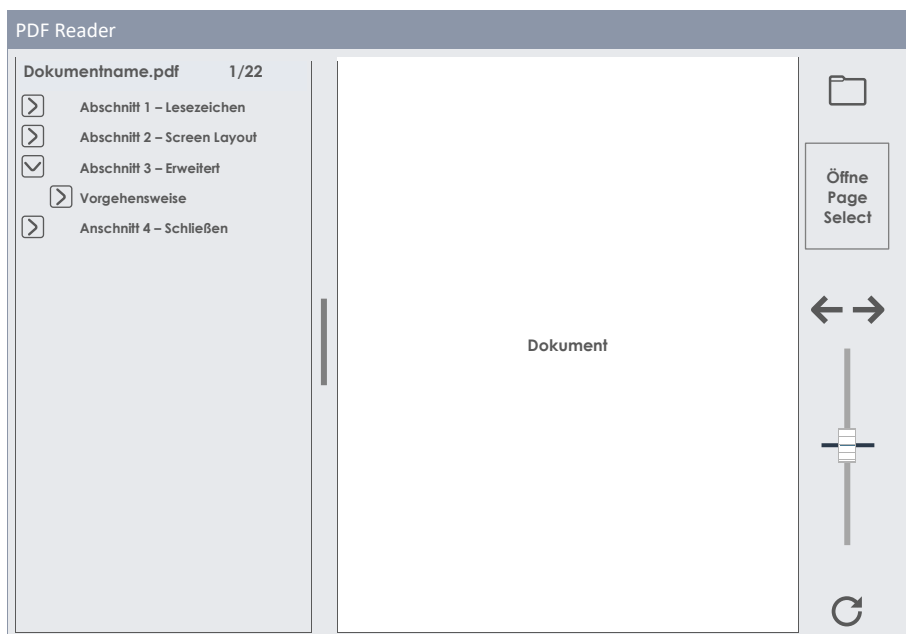 PDF Reader
Dokumentname.pdf 1/22
Abschnitt 1 – Lesezeichen
Abschnitt 2 – Screen Layout
Abschnitt 3 – Erweitert
Vorgehensweise
Anschnitt 4 – Schließen
Dokument
Öffne
Page
Select